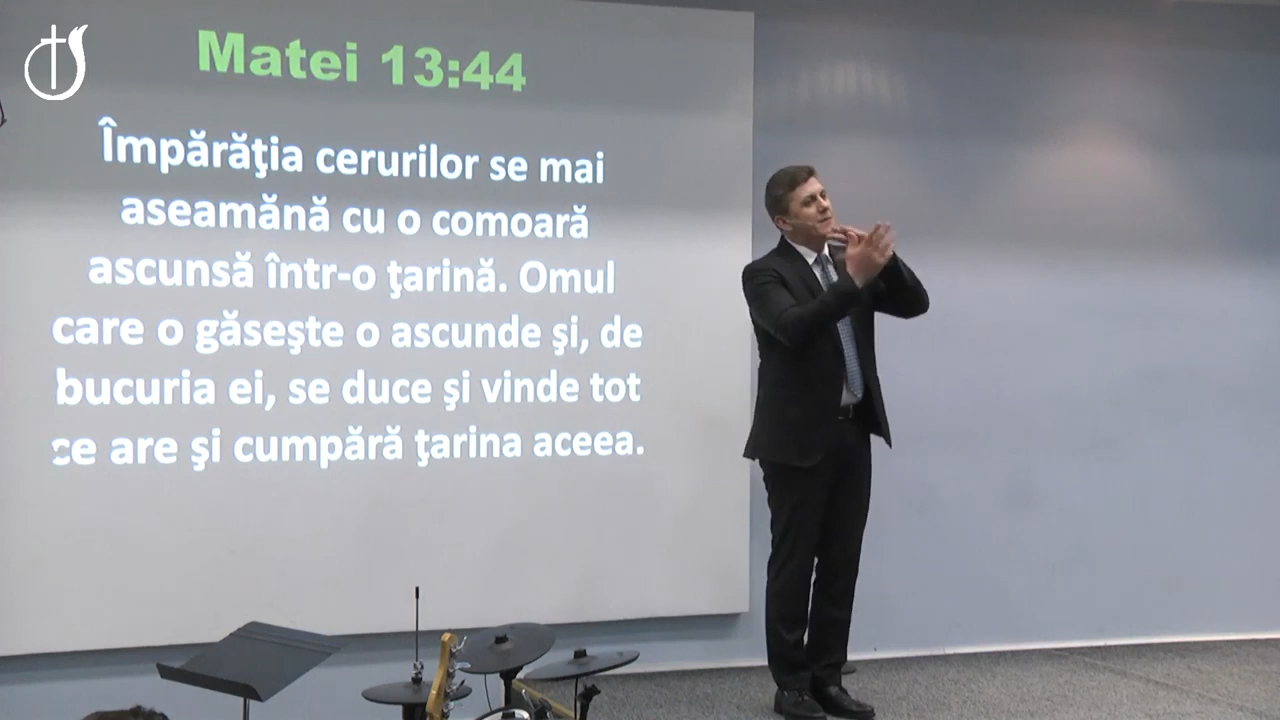 Matei 13:44
Împărăţia cerurilor se mai
aseamănă cu o comoară
ascunsă într-o ţarină. Omul
care o găseşte o ascunde şi, de
bucuria ei, se duce şi vinde tot
ce are şi cumpără ţarina aceea.